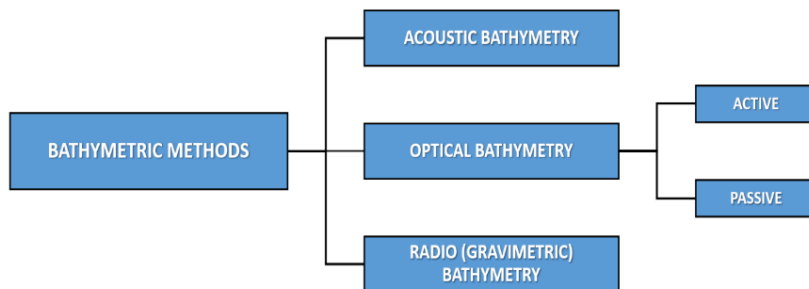 ACOUSTIC BATHYMETRY
ACTIVE
BATHYMETRIC METHODS
OPTICAL BATHYMETRY
PASSIVE
RADIO (GRAVIMETRIC)
BATHYMETRY